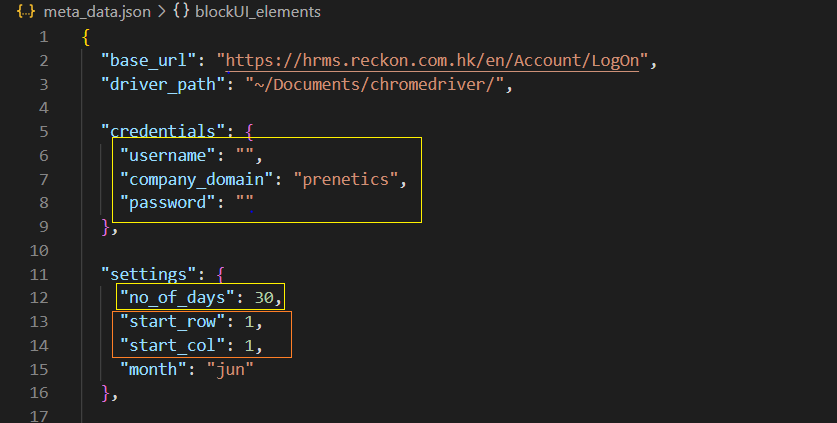 meta_data.json > {} blockUI_elements
1 {
2 "base_url": "https://hrms.reckon.com.hk/en/Account/LogOn",
3 "driver_path": "~/Documents/chromedriver/",
4
5 "credentials": {
6 "username": "",
7 "company_domain": "prenetics",
8 "password": ""
9 },
10
11 "settings": {
12 "no_of_days": 30,
13 "start_row": 1,
14 "start_col": 1,
15 "month": "jun"
16 },
17